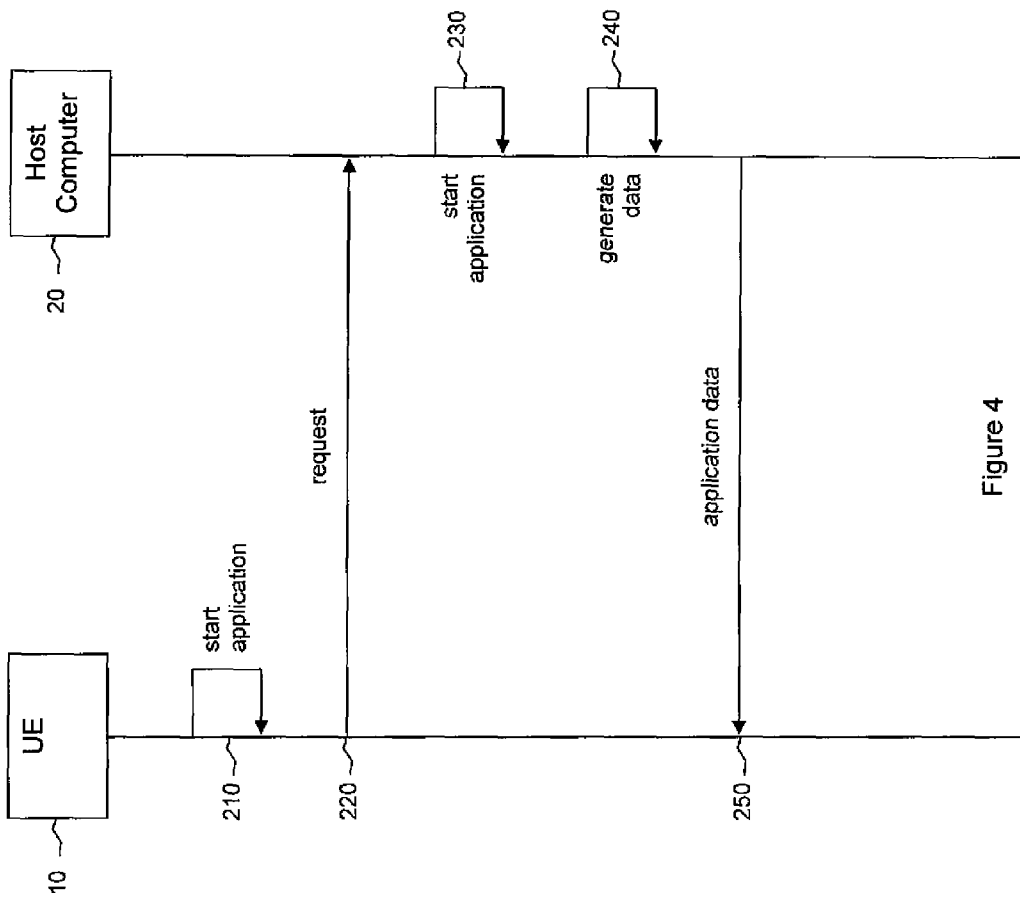 UE
10
Host
Computer
20
start
application
210
request
220
start
application
230
generate
data
240
application data
250
Figure 4